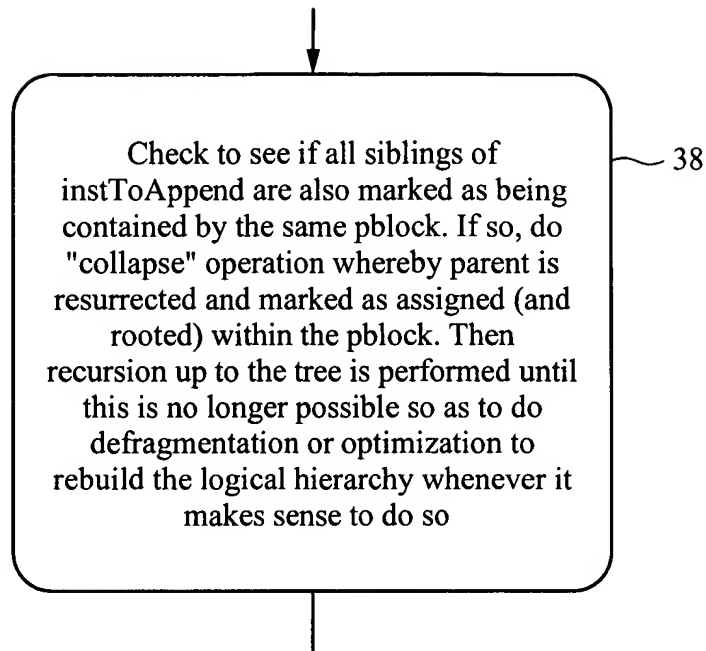 Check to see if all siblings of
instToAppend are also marked as being
contained by the same pblock. If so, do
"collapse" operation whereby parent is
resurrected and marked as assigned (and
rooted) within the pblock. Then
recursion up to the tree is performed until
this is no longer possible so as to do
defragmentation or optimization to
rebuild the logical hierarchy whenever it
makes sense to do so
38